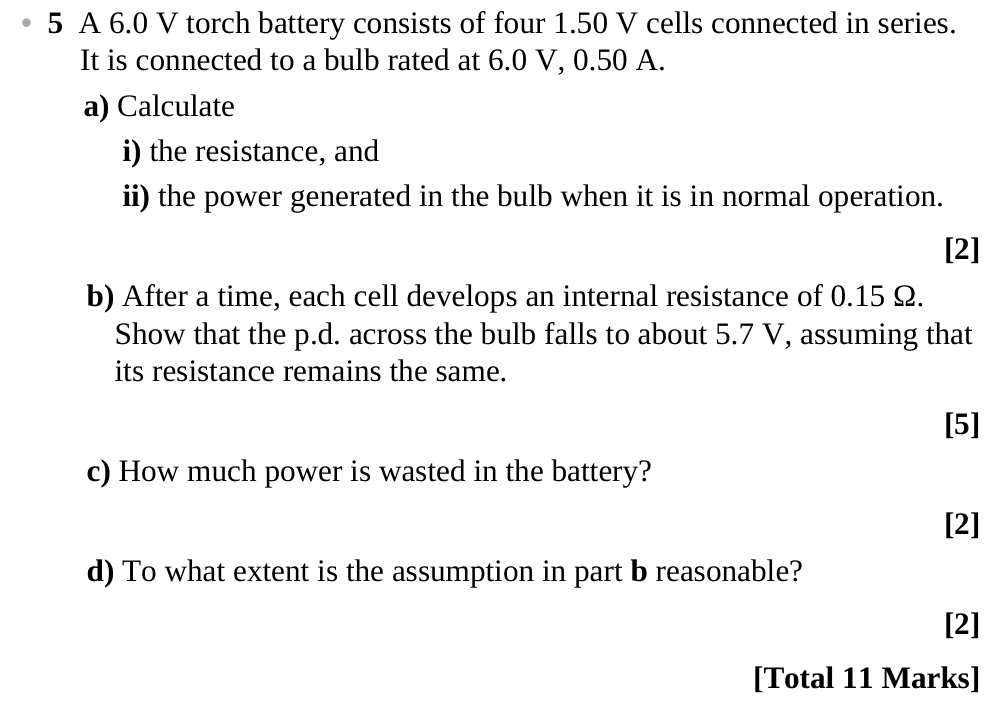 • 5 A 6.0 V torch battery consists of four 1.50 V cells connected in series.
It is connected to a bulb rated at 6.0 V, 0.50 A.
a) Calculate
i) the resistance, and
ii) the power generated in the bulb when it is in normal operation.
[2]
b) After a time, each cell develops an internal resistance of 0.15 Ω.
Show that the p.d. across the bulb falls to about 5.7 V, assuming that
its resistance remains the same.
[5]
c) How much power is wasted in the battery?
[2]
d) To what extent is the assumption in part b reasonable?
[2]
[Total 11 Marks]